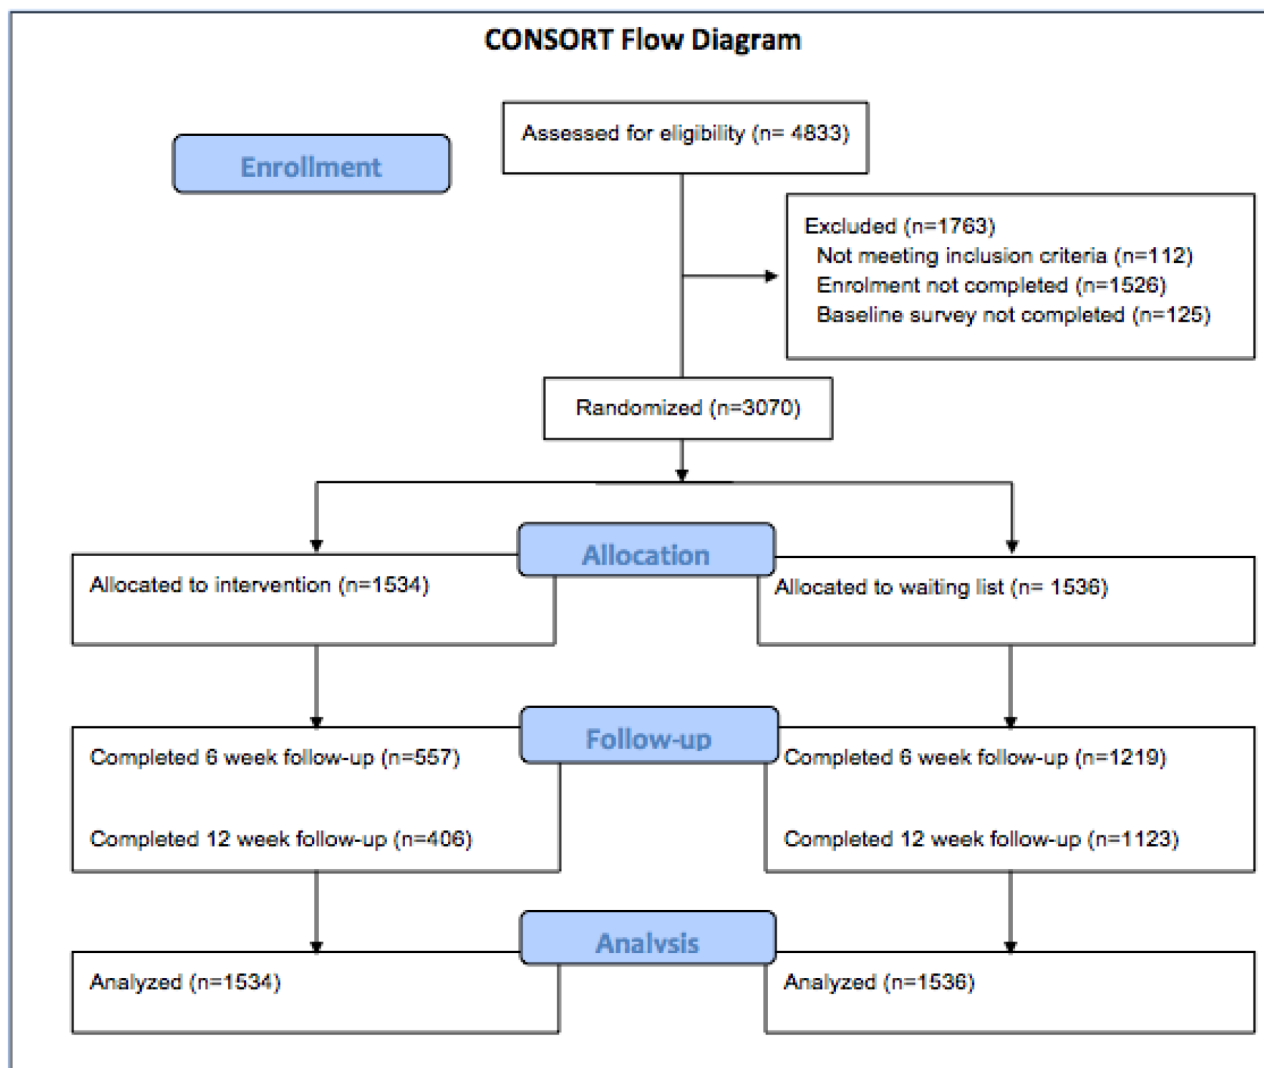 CONSORT Flow Diagram
Assessed for eligibility (n= 4833)
Enrollment
Excluded (n=1763)
Not meeting inclusion criteria (n=112)
Enrolment not completed (n=1526)
Baseline survey not completed (n=125)
Randomized (n=3070)
Allocation
Allocated to intervention (n=1534)
Allocated to waiting list (n= 1536)
Follow-up
Completed 6 week follow-up (n=557)
Completed 12 week follow-up (n=406)
Completed 6 week follow-up (n=1219)
Completed 12 week follow-up (n=1123)
Analysis
Analyzed (n=1534)
Analyzed (n=1536)